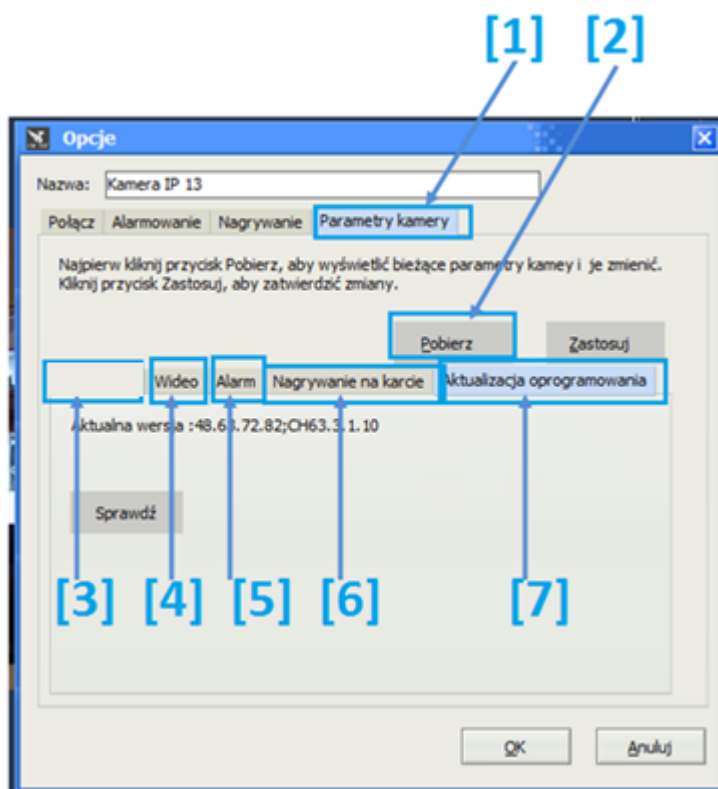 [1] [2]
Opcje
Nazwa: Kamera IP 13
Połącz Alarmowanie Nagrywanie Parametry kamery
Najpierw kliknij przycisk Pobierz, aby wyświetlić bieżące parametry kamey i je zmienić.
Kliknij przycisk Zastosuj, aby zatwierdzić zmiany.
Pobierz Zastosuj
Wideo Alarm Nagrywanie na karcie Aktualizacja oprogramowania
Aktualna wersja :48.63.72.82;CH63.3.1.10
Sprawdź
[3] [4] [5] [6] [7]
OK Anuluj